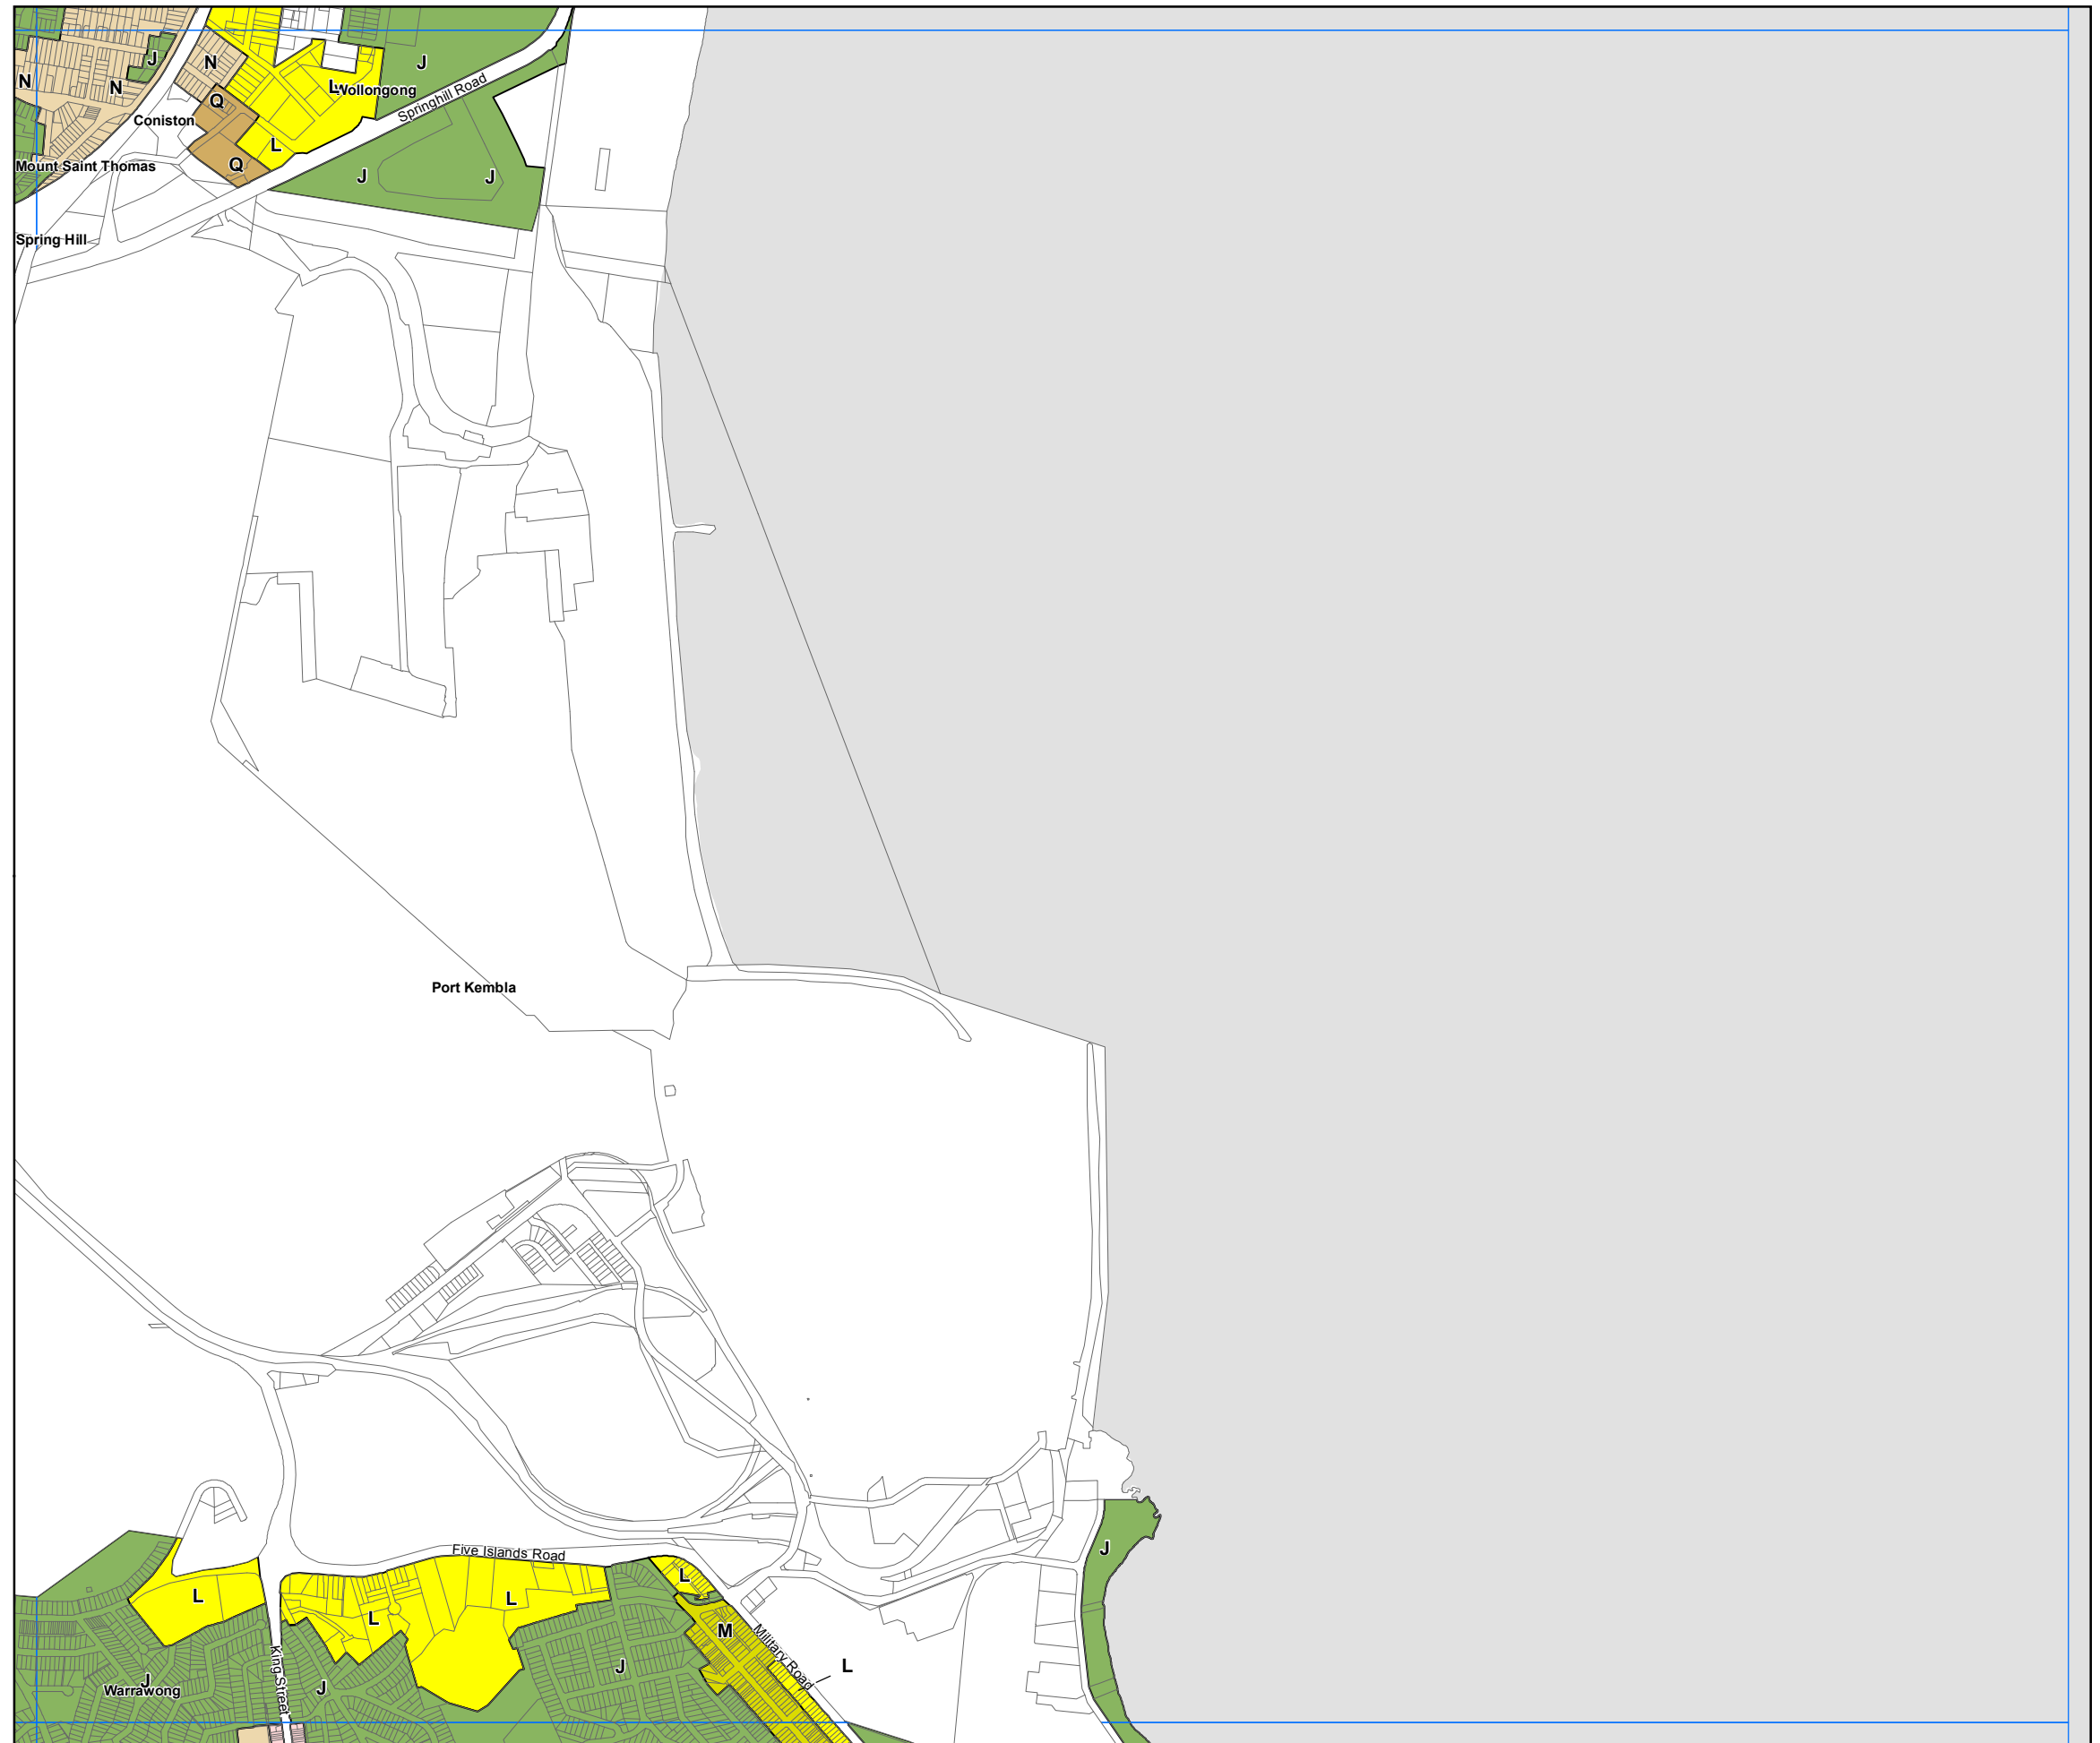 J
N
J
N
N
L
Wollongong
Q
Springhill Road
Coniston
L
Q
Mount Saint Thomas
J
J
Spring Hill
Port Kembla
J
Five Islands Road
L
L
L
L
M
Military Road
L
J
King Street
J
J
Warrawong